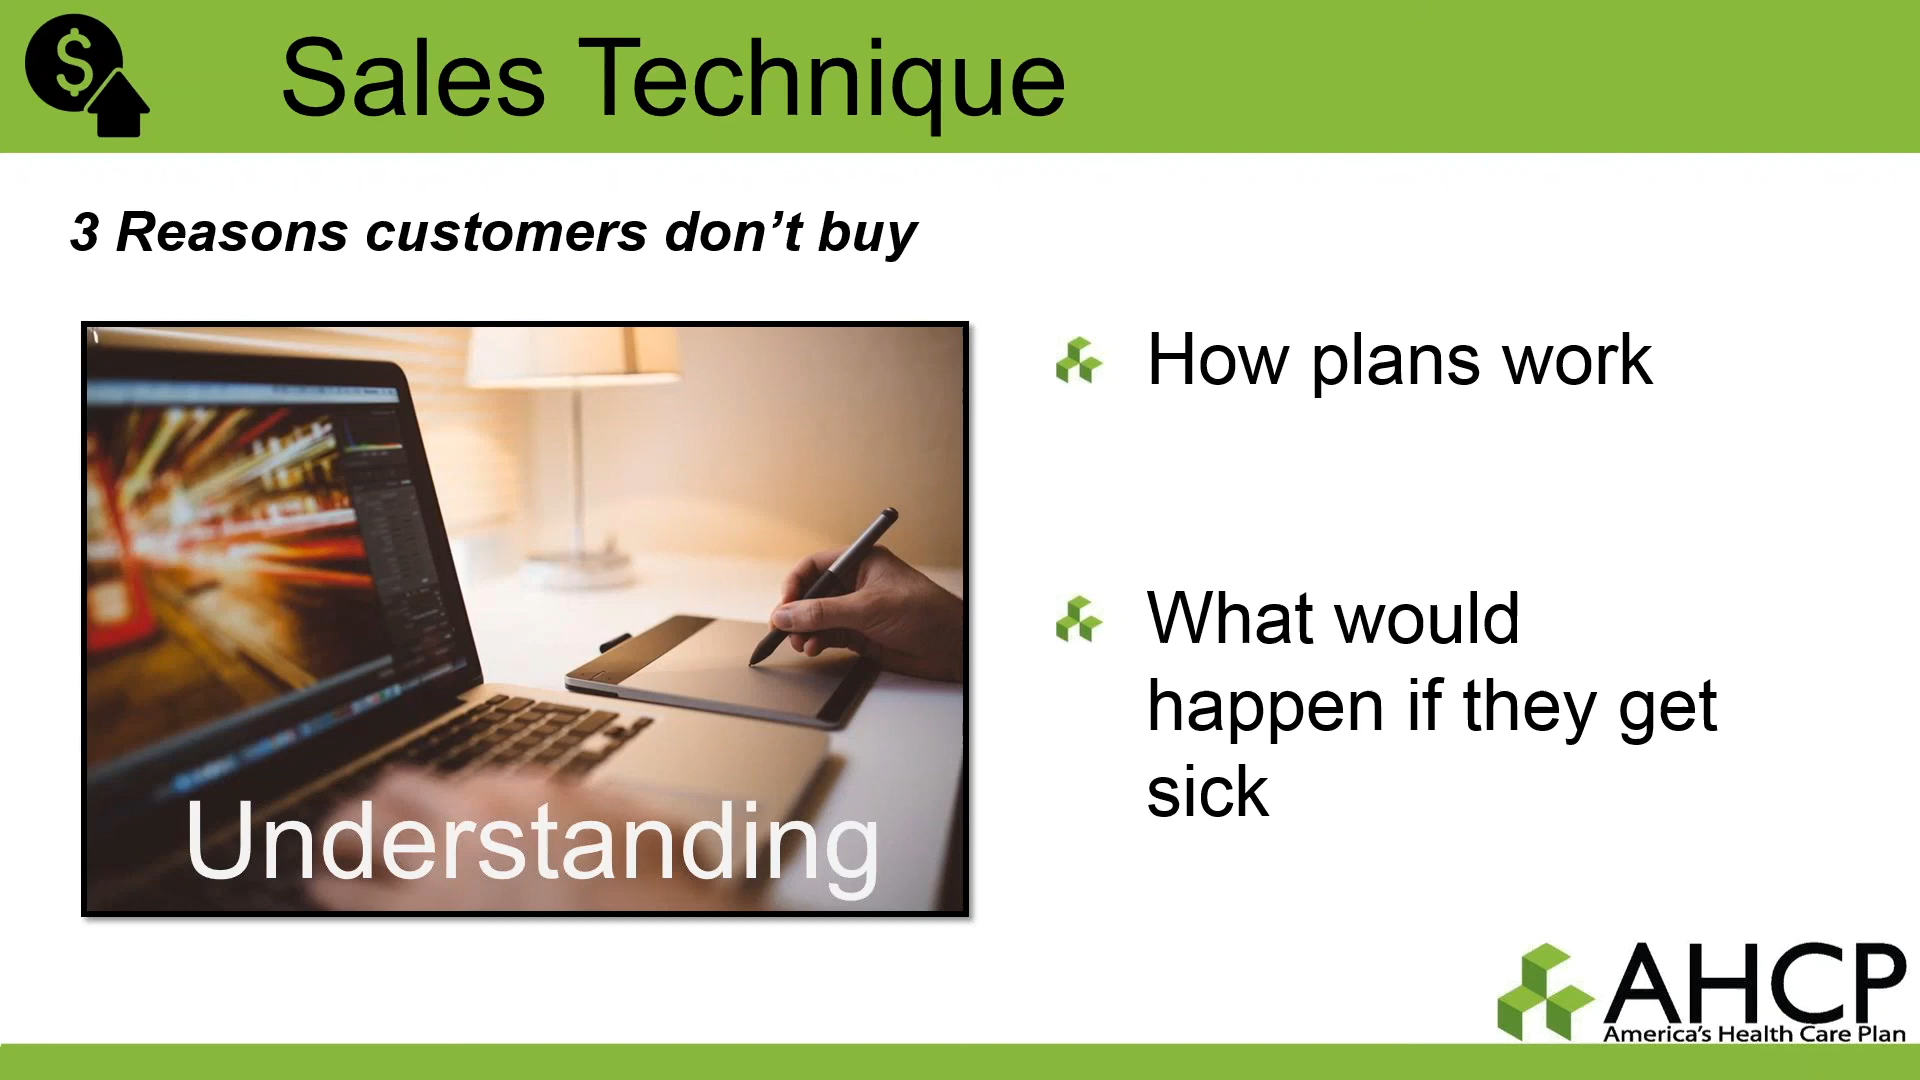 $
Sales Technique
3 Reasons customers don’t buy
Understanding
How plans work
What would
happen if they get
sick
AHCP
America's Health Care Plan